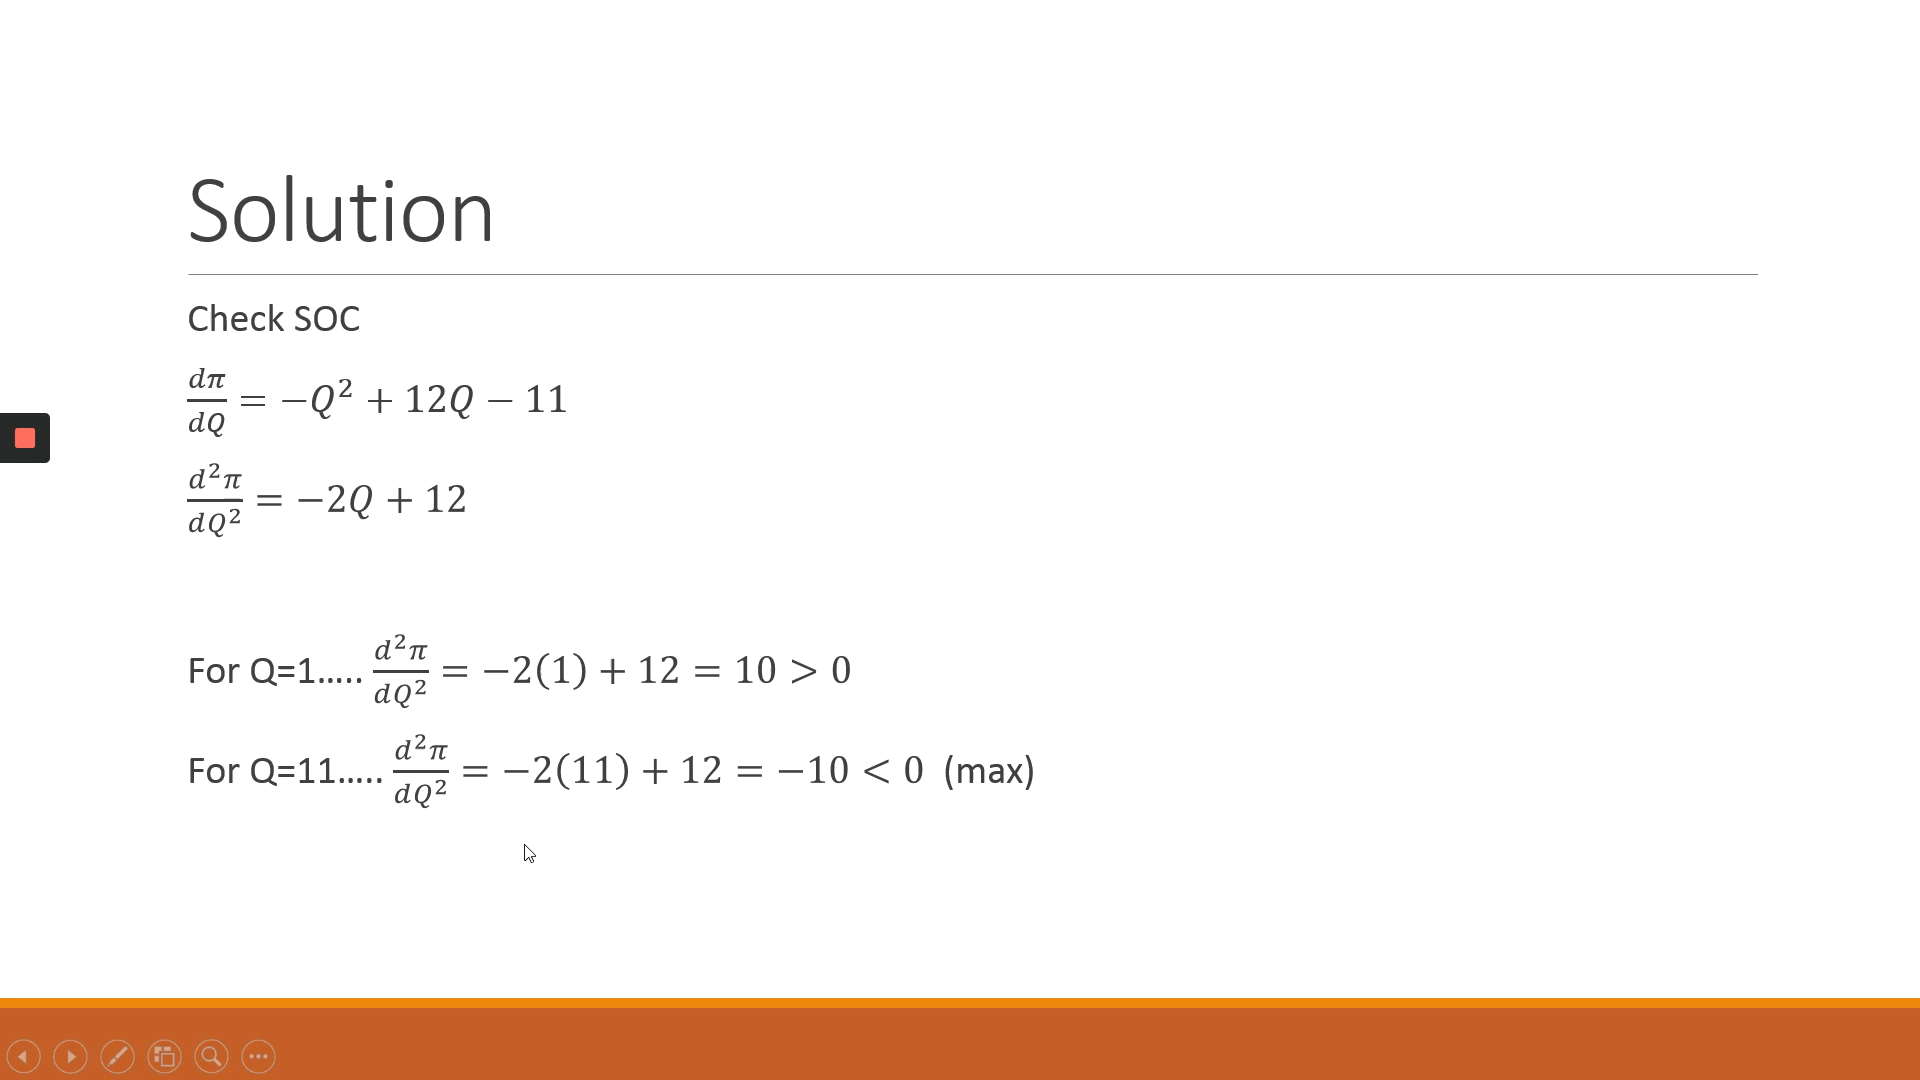 Solution
Check SOC
dπ/dQ = −Q² + 12Q − 11
d²π/dQ² = −2Q + 12
For Q=1..... d²π/dQ² = −2(1) + 12 = 10 > 0
For Q=11..... d²π/dQ² = −2(11) + 12 = −10 < 0 (max)